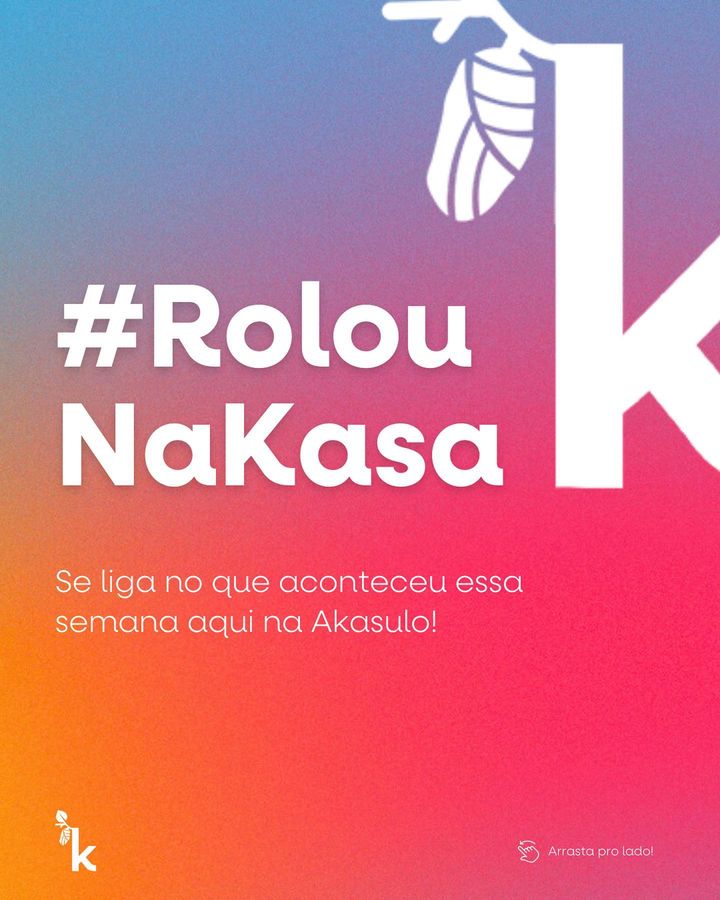 k
#Rolou
NaKasa
Se liga no que aconteceu essa
semana aqui na Akasulo!
k
Arrasta pro lado!